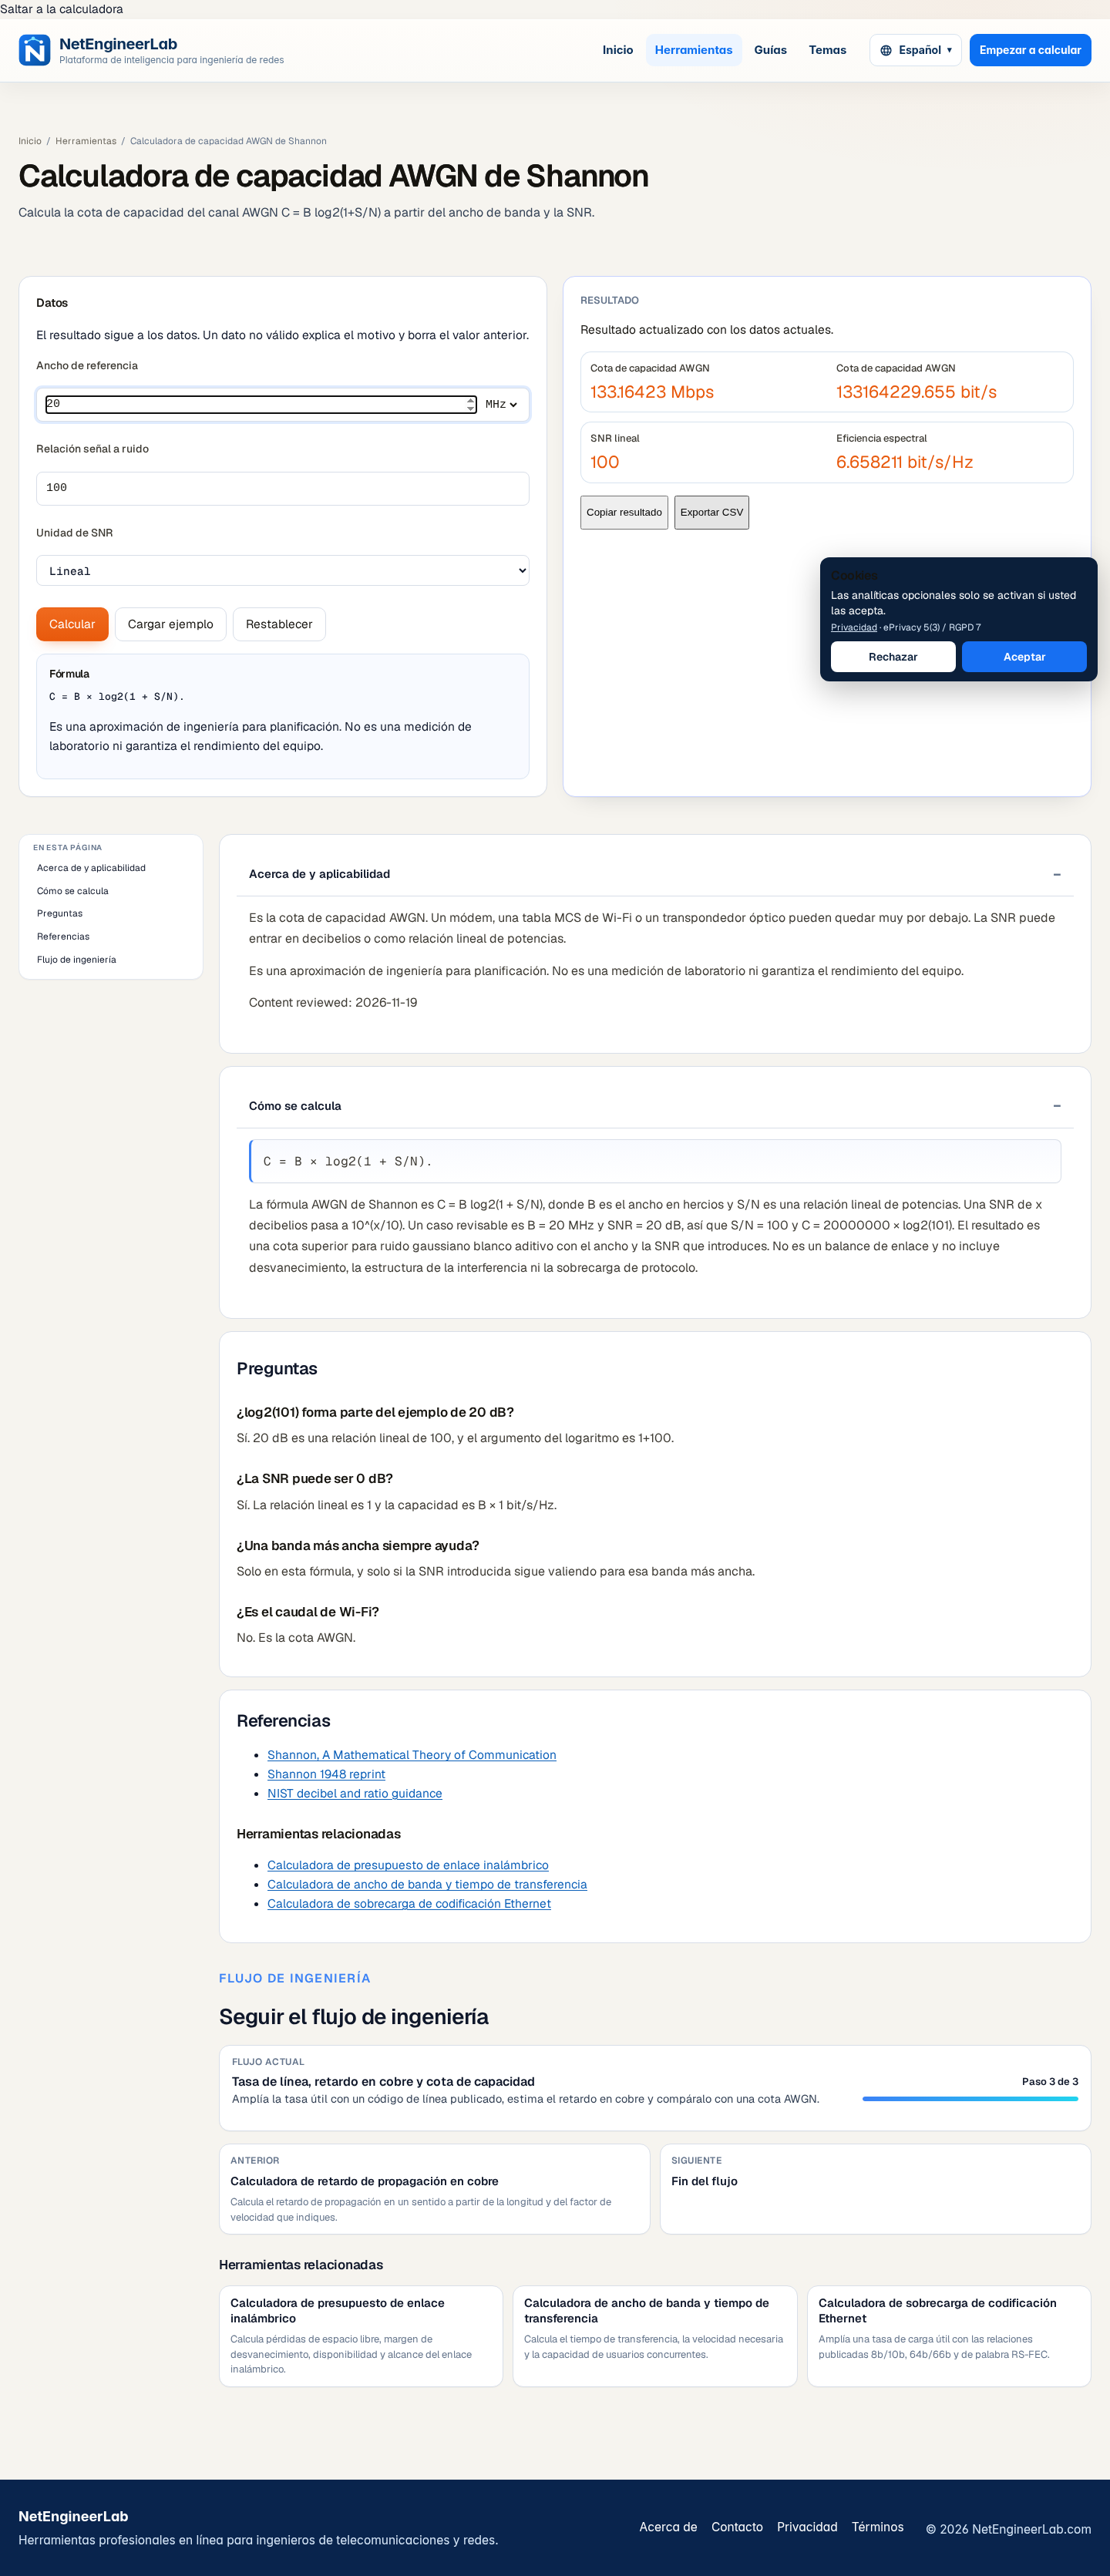 Saltar a la calculadora
NetEngineerLab
Plataforma de inteligencia para ingeniería de redes
Inicio
Herramientas
Guías
Temas
Español ▾
Empezar a calcular
Inicio / Herramientas / Calculadora de capacidad AWGN de Shannon
Calculadora de capacidad AWGN de Shannon
Calcula la cota de capacidad del canal AWGN C = B log2(1+S/N) a partir del ancho de banda y la SNR.
Datos
El resultado sigue a los datos. Un dato no válido explica el motivo y borra el valor anterior.
Ancho de referencia
20
MHz
Relación señal a ruido
100
Unidad de SNR
Lineal
Calcular
Cargar ejemplo
Restablecer
Fórmula
C = B × log2(1 + S/N).
Es una aproximación de ingeniería para planificación. No es una medición de
laboratorio ni garantiza el rendimiento del equipo.
RESULTADO
Resultado actualizado con los datos actuales.
Cota de capacidad AWGN
133.16423 Mbps
Cota de capacidad AWGN
133164229.655 bit/s
SNR lineal
100
Eficiencia espectral
6.658211 bit/s/Hz
Copiar resultado
Exportar CSV
Cookies
Las analíticas opcionales solo se activan si usted
las acepta.
Privacidad · ePrivacy 5(3) / RGPD 7
Rechazar
Aceptar
EN ESTA PÁGINA
Acerca de y aplicabilidad
Cómo se calcula
Preguntas
Referencias
Flujo de ingeniería
Acerca de y aplicabilidad
−
Es la cota de capacidad AWGN. Un módem, una tabla MCS de Wi-Fi o un transpondedor óptico pueden quedar muy por debajo. La SNR puede
entrar en decibelios o como relación lineal de potencias.
Es una aproximación de ingeniería para planificación. No es una medición de laboratorio ni garantiza el rendimiento del equipo.
Content reviewed: 2026-11-19
Cómo se calcula
−
C = B × log2(1 + S/N).
La fórmula AWGN de Shannon es C = B log2(1 + S/N), donde B es el ancho en hercios y S/N es una relación lineal de potencias. Una SNR de x
decibelios pasa a 10^(x/10). Un caso revisable es B = 20 MHz y SNR = 20 dB, así que S/N = 100 y C = 20000000 × log2(101). El resultado es
una cota superior para ruido gaussiano blanco aditivo con el ancho y la SNR que introduces. No es un balance de enlace y no incluye
desvanecimiento, la estructura de la interferencia ni la sobrecarga de protocolo.
Preguntas
¿log2(101) forma parte del ejemplo de 20 dB?
Sí. 20 dB es una relación lineal de 100, y el argumento del logaritmo es 1+100.
¿La SNR puede ser 0 dB?
Sí. La relación lineal es 1 y la capacidad es B × 1 bit/s/Hz.
¿Una banda más ancha siempre ayuda?
Solo en esta fórmula, y solo si la SNR introducida sigue valiendo para esa banda más ancha.
¿Es el caudal de Wi-Fi?
No. Es la cota AWGN.
Referencias
Shannon, A Mathematical Theory of Communication
Shannon 1948 reprint
NIST decibel and ratio guidance
Herramientas relacionadas
Calculadora de presupuesto de enlace inalámbrico
Calculadora de ancho de banda y tiempo de transferencia
Calculadora de sobrecarga de codificación Ethernet
FLUJO DE INGENIERÍA
Seguir el flujo de ingeniería
FLUJO ACTUAL
Tasa de línea, retardo en cobre y cota de capacidad
Amplía la tasa útil con un código de línea publicado, estima el retardo en cobre y compáralo con una cota AWGN.
Paso 3 de 3
ANTERIOR
Calculadora de retardo de propagación en cobre
Calcula el retardo de propagación en un sentido a partir de la longitud y del factor de
velocidad que indiques.
SIGUIENTE
Fin del flujo
Herramientas relacionadas
Calculadora de presupuesto de enlace
inalámbrico
Calcula pérdidas de espacio libre, margen de
desvanecimiento, disponibilidad y alcance del enlace
inalámbrico.
Calculadora de ancho de banda y tiempo de
transferencia
Calcula el tiempo de transferencia, la velocidad necesaria
y la capacidad de usuarios concurrentes.
Calculadora de sobrecarga de codificación
Ethernet
Amplía una tasa de carga útil con las relaciones
publicadas 8b/10b, 64b/66b y de palabra RS-FEC.
NetEngineerLab
Herramientas profesionales en línea para ingenieros de telecomunicaciones y redes.
Acerca de
Contacto
Privacidad
Términos
© 2026 NetEngineerLab.com